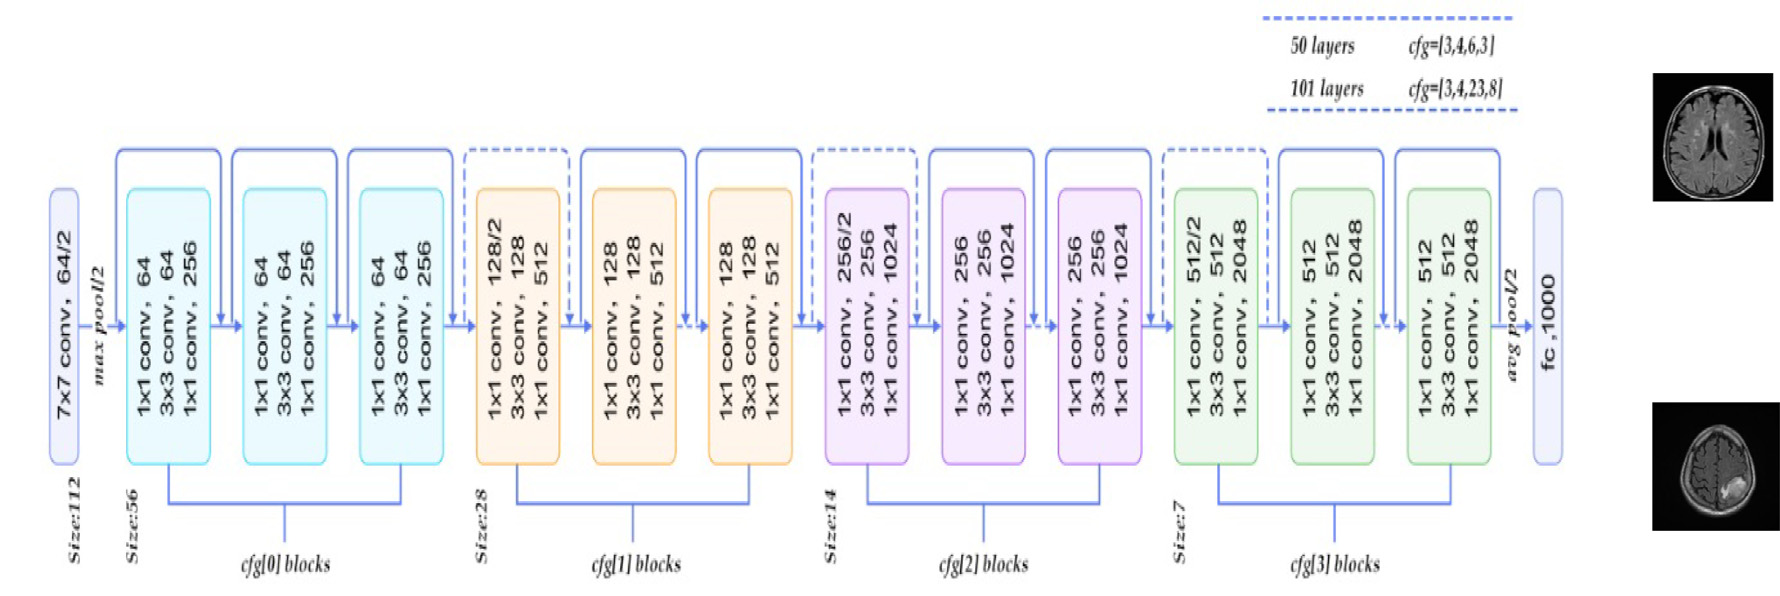 50 layers cfg=[3,4,6,3]
101 layers cfg=[3,4,23,8]
7x7 conv, 64/2
max pool/2
1x1 conv, 64
3x3 conv, 64
1x1 conv, 256
1x1 conv, 64
3x3 conv, 64
1x1 conv, 256
1x1 conv, 64
3x3 conv, 64
1x1 conv, 256
1x1 conv, 128/2
3x3 conv, 128
1x1 conv, 512
1x1 conv, 128
3x3 conv, 128
1x1 conv, 512
1x1 conv, 128
3x3 conv, 128
1x1 conv, 512
1x1 conv, 256/2
3x3 conv, 256
1x1 conv, 1024
1x1 conv, 256
3x3 conv, 256
1x1 conv, 1024
1x1 conv, 256
3x3 conv, 256
1x1 conv, 1024
1x1 conv, 512/2
3x3 conv, 512
1x1 conv, 2048
1x1 conv, 512
3x3 conv, 512
1x1 conv, 2048
1x1 conv, 512
3x3 conv, 512
1x1 conv, 2048
avg pool/2
fc ,1000
Size:112
Size:56
Size:28
Size:14
Size:7
cfg[0] blocks
cfg[1] blocks
cfg[2] blocks
cfg[3] blocks